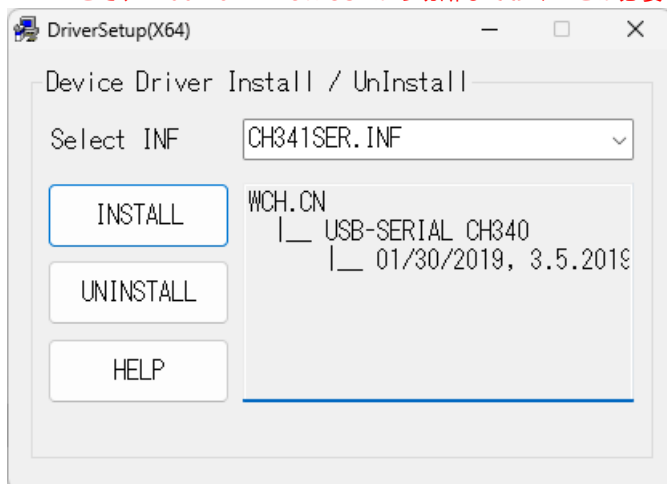 DriverSetup(X64)
Device Driver Install / UnInstall
Select INF
CH341SER.INF
INSTALL
WCH.CN
|__ USB-SERIAL CH340
|__ 01/30/2019, 3.5.2019
UNINSTALL
HELP